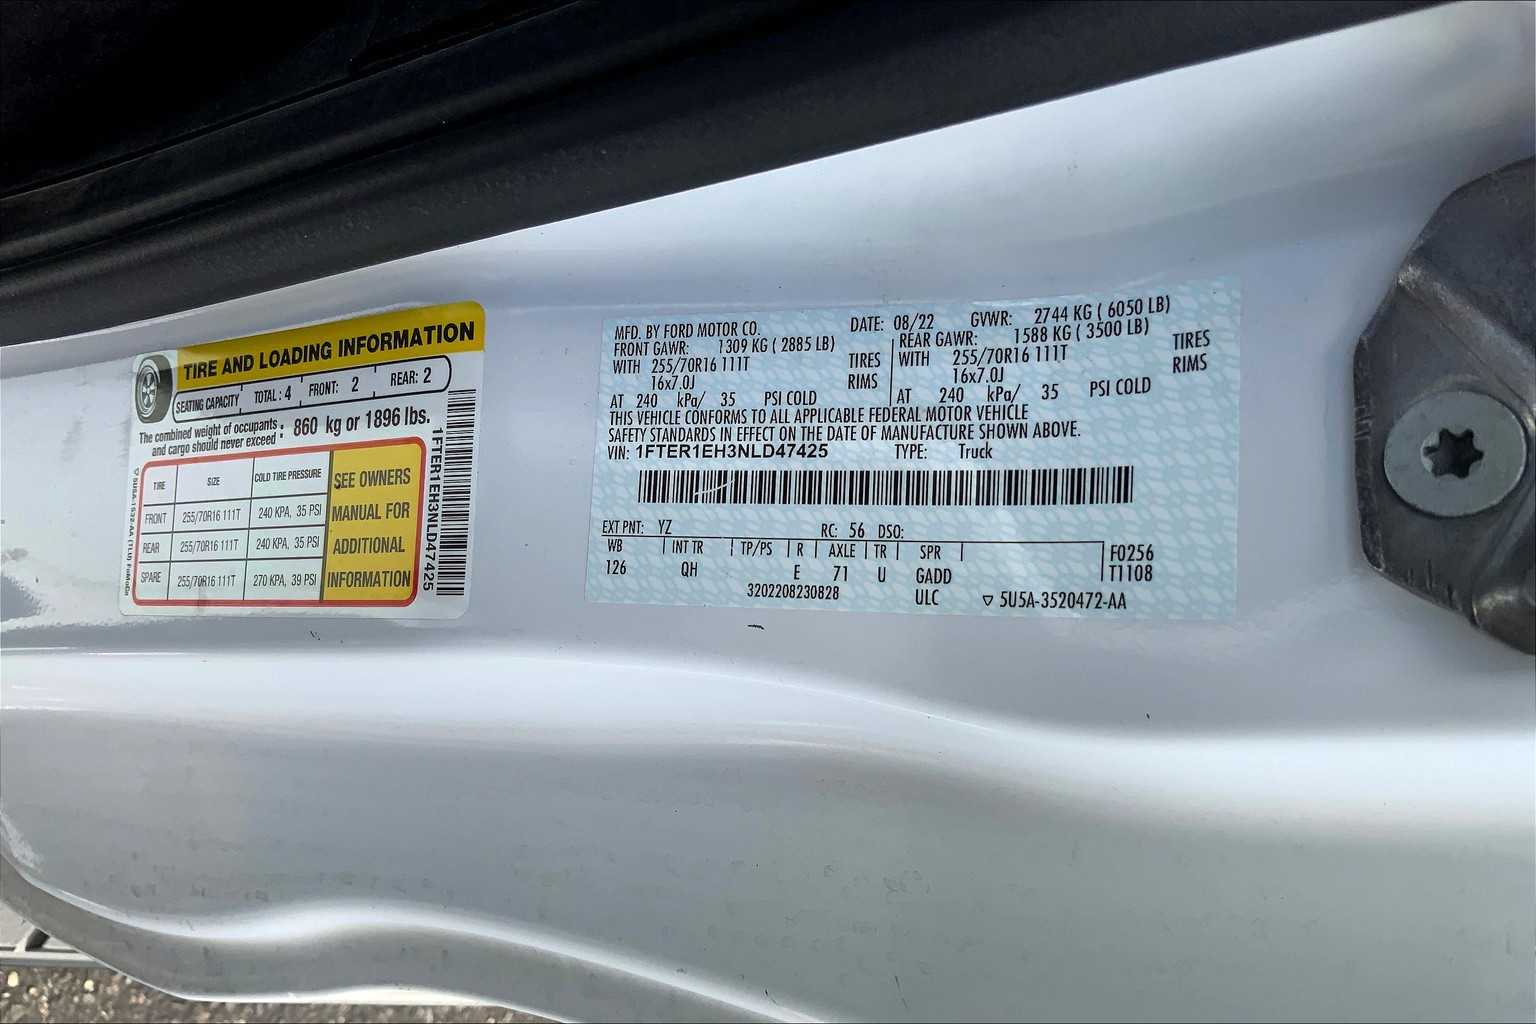 TIRE AND LOADING INFORMATION
SEATING CAPACITY TOTAL : 4 FRONT: 2 REAR: 2
The combined weight of occupants and cargo should never exceed : 860 kg or 1896 lbs.
TIRE SIZE COLD TIRE PRESSURE
FRONT 255/70R16 111T 240 KPA, 35 PSI
REAR 255/70R16 111T 240 KPA, 35 PSI
SPARE 255/70R16 111T 270 KPA, 39 PSI
SEE OWNERS
MANUAL FOR
ADDITIONAL
INFORMATION
1FTER1EH3NLD47425
MFD. BY FORD MOTOR CO. DATE: 08/22 GVWR: 2744 KG ( 6050 LB)
FRONT GAWR: 1309 KG ( 2885 LB) REAR GAWR: 1588 KG ( 3500 LB)
WITH 255/70R16 111T TIRES WITH 255/70R16 111T TIRES
16x7.0J RIMS 16x7.0J RIMS
AT 240 kPa/ 35 PSI COLD AT 240 kPa/ 35 PSI COLD
THIS VEHICLE CONFORMS TO ALL APPLICABLE FEDERAL MOTOR VEHICLE
SAFETY STANDARDS IN EFFECT ON THE DATE OF MANUFACTURE SHOWN ABOVE.
VIN: 1FTER1EH3NLD47425 TYPE: Truck
EXT PNT: YZ RC: 56 DSO:
WB INT TR TP/PS R AXLE TR SPR F0256
126 QH E 71 U GADD T1108
3202208230828 ULC ▽ 5U5A-3520472-AA